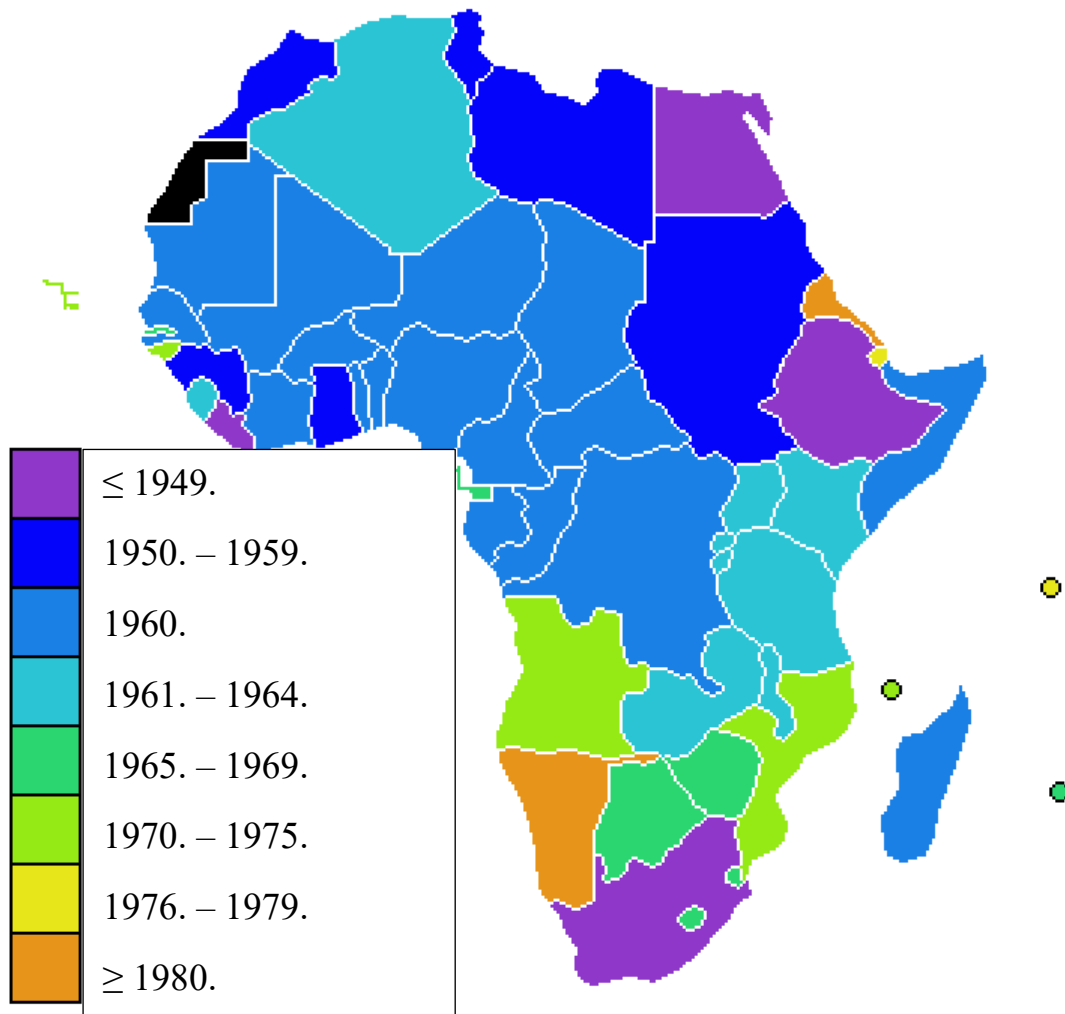 ≤ 1949.
1950. – 1959.
1960.
1961. – 1964.
1965. – 1969.
1970. – 1975.
1976. – 1979.
≥ 1980.